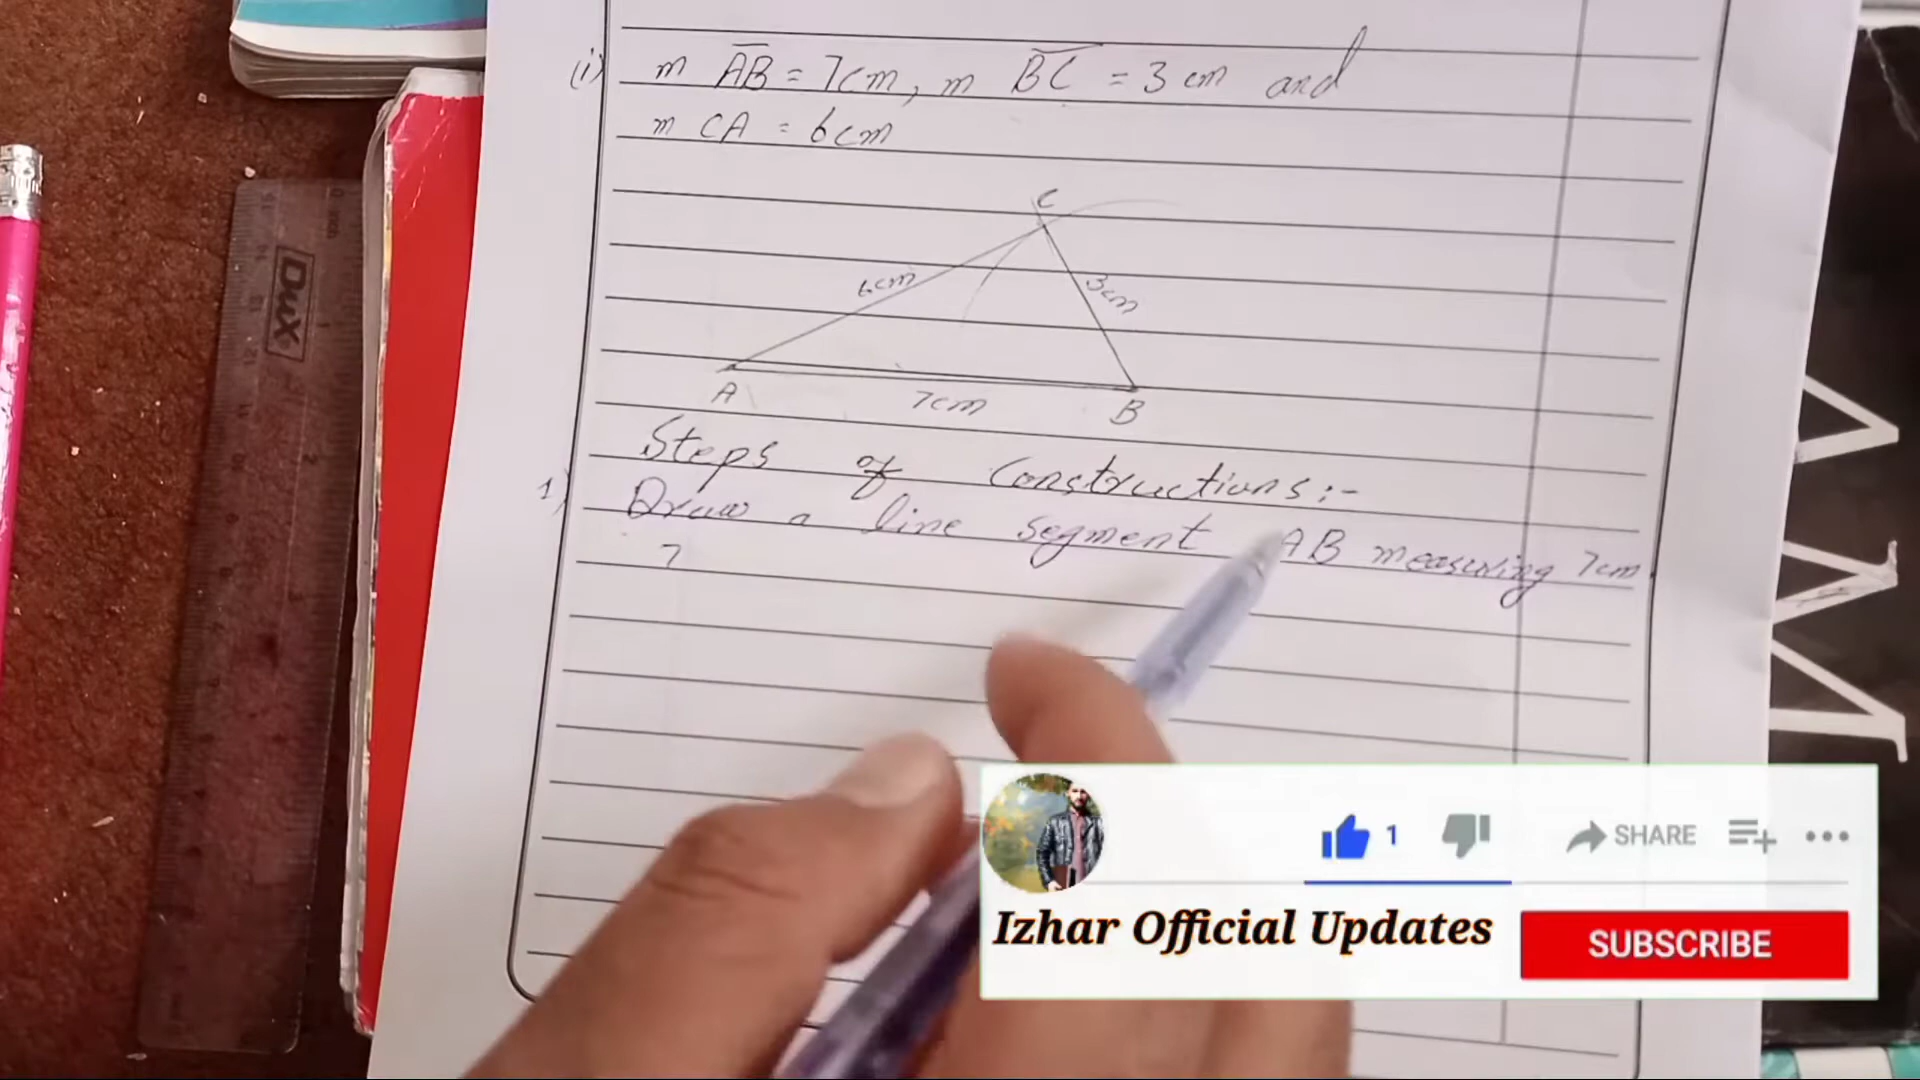 (i) m AB = 7cm, m BC = 3 cm and
m CA = 6cm
C
6cm
3cm
A
7cm
B
Steps of Constructions:-
1) Draw a line segment AB measuring 7cm.
7
DUX
1
SHARE
Izhar Official Updates
SUBSCRIBE